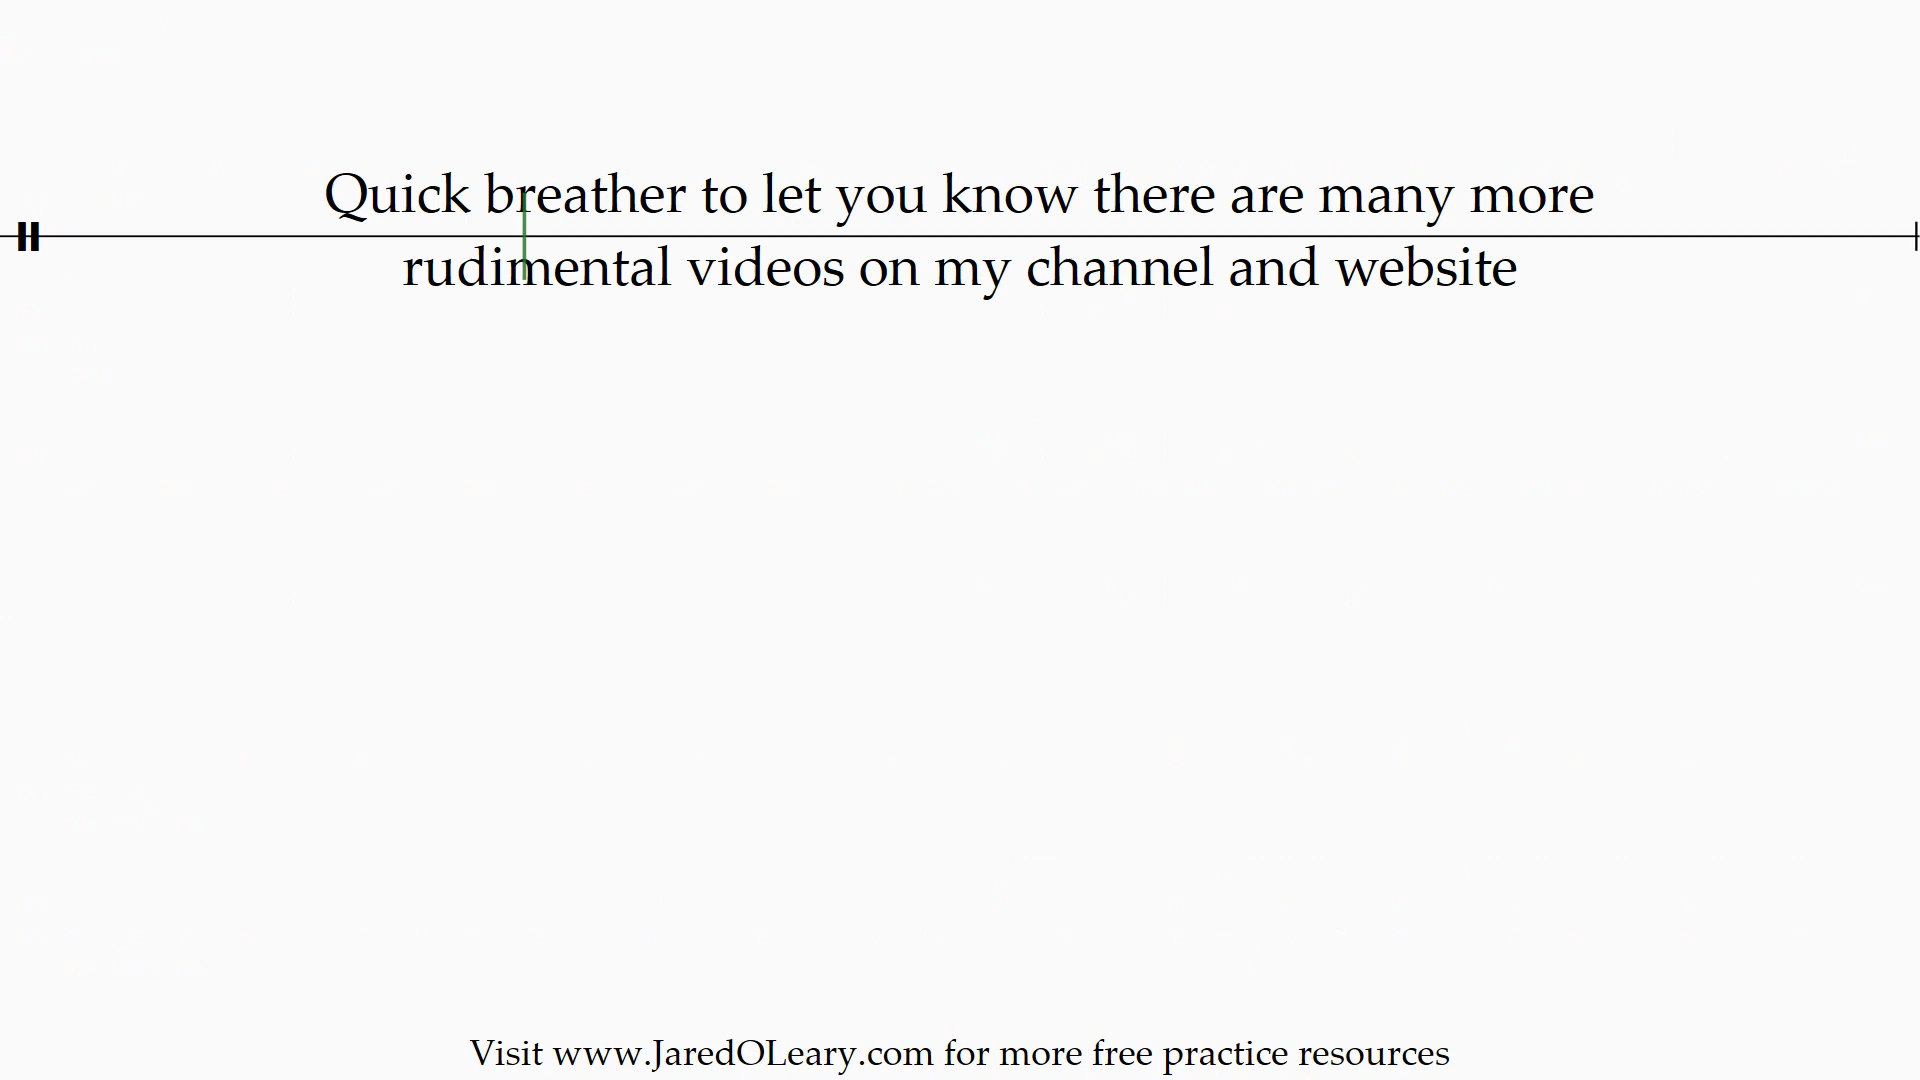 Quick breather to let you know there are many more
rudimental videos on my channel and website
Visit www.JaredOLeary.com for more free practice resources